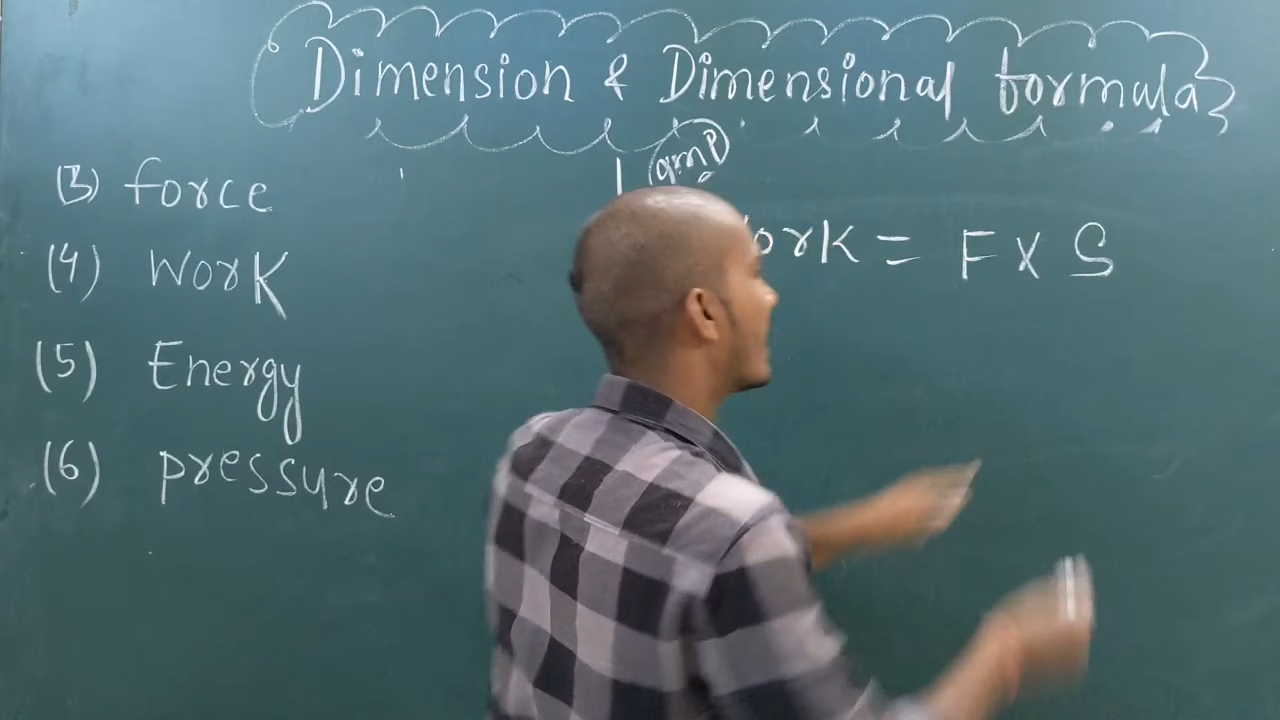 Dimension & Dimensional formula
(Imp)
(3) force
(4) Work
(5) Energy
(6) pressure
ork = F X S